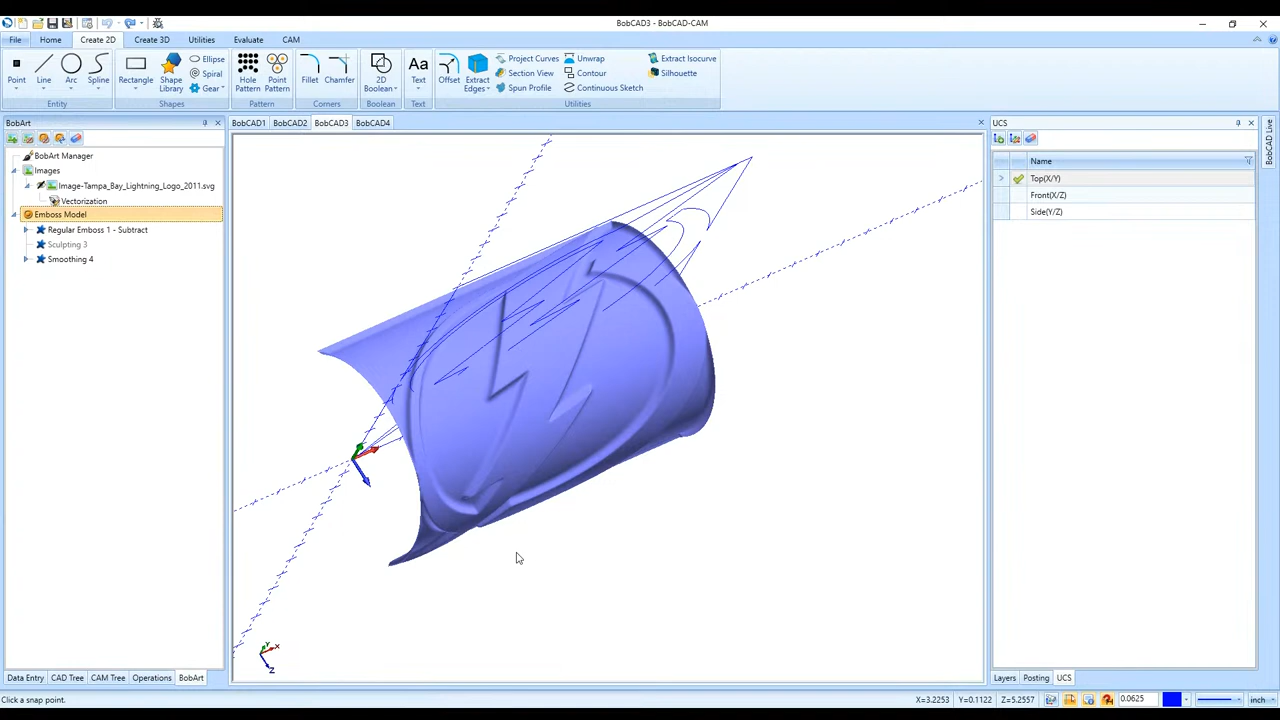 BobCAD3 - BobCAD-CAM
File Home Create 2D Create 3D Utilities Evaluate CAM
Point Line Arc Spline
Entity
Rectangle Shape Library Ellipse Spiral Gear
Shapes
Hole Pattern Point Pattern
Pattern
Fillet Chamfer
Corners
2D Boolean
Boolean
Text
Text
Offset Extract Edges Project Curves Section View Spun Profile Unwrap Contour Continuous Sketch Extract Isocurve Silhouette
Utilities
BobArt
BobCAD1 BobCAD2 BobCAD3 BobCAD4
UCS
BobCAD Live
BobArt Manager
Images
Image-Tampa_Bay_Lightning_Logo_2011.svg
Vectorization
Emboss Model
Regular Emboss 1 - Subtract
Sculpting 3
Smoothing 4
Name
Top(X/Y)
Front(X/Z)
Side(Y/Z)
Y X
Z
Data Entry CAD Tree CAM Tree Operations BobArt
Layers Posting UCS
Click a snap point.
X=3.2253 Y=0.1122 Z=5.2557 0.0625 inch